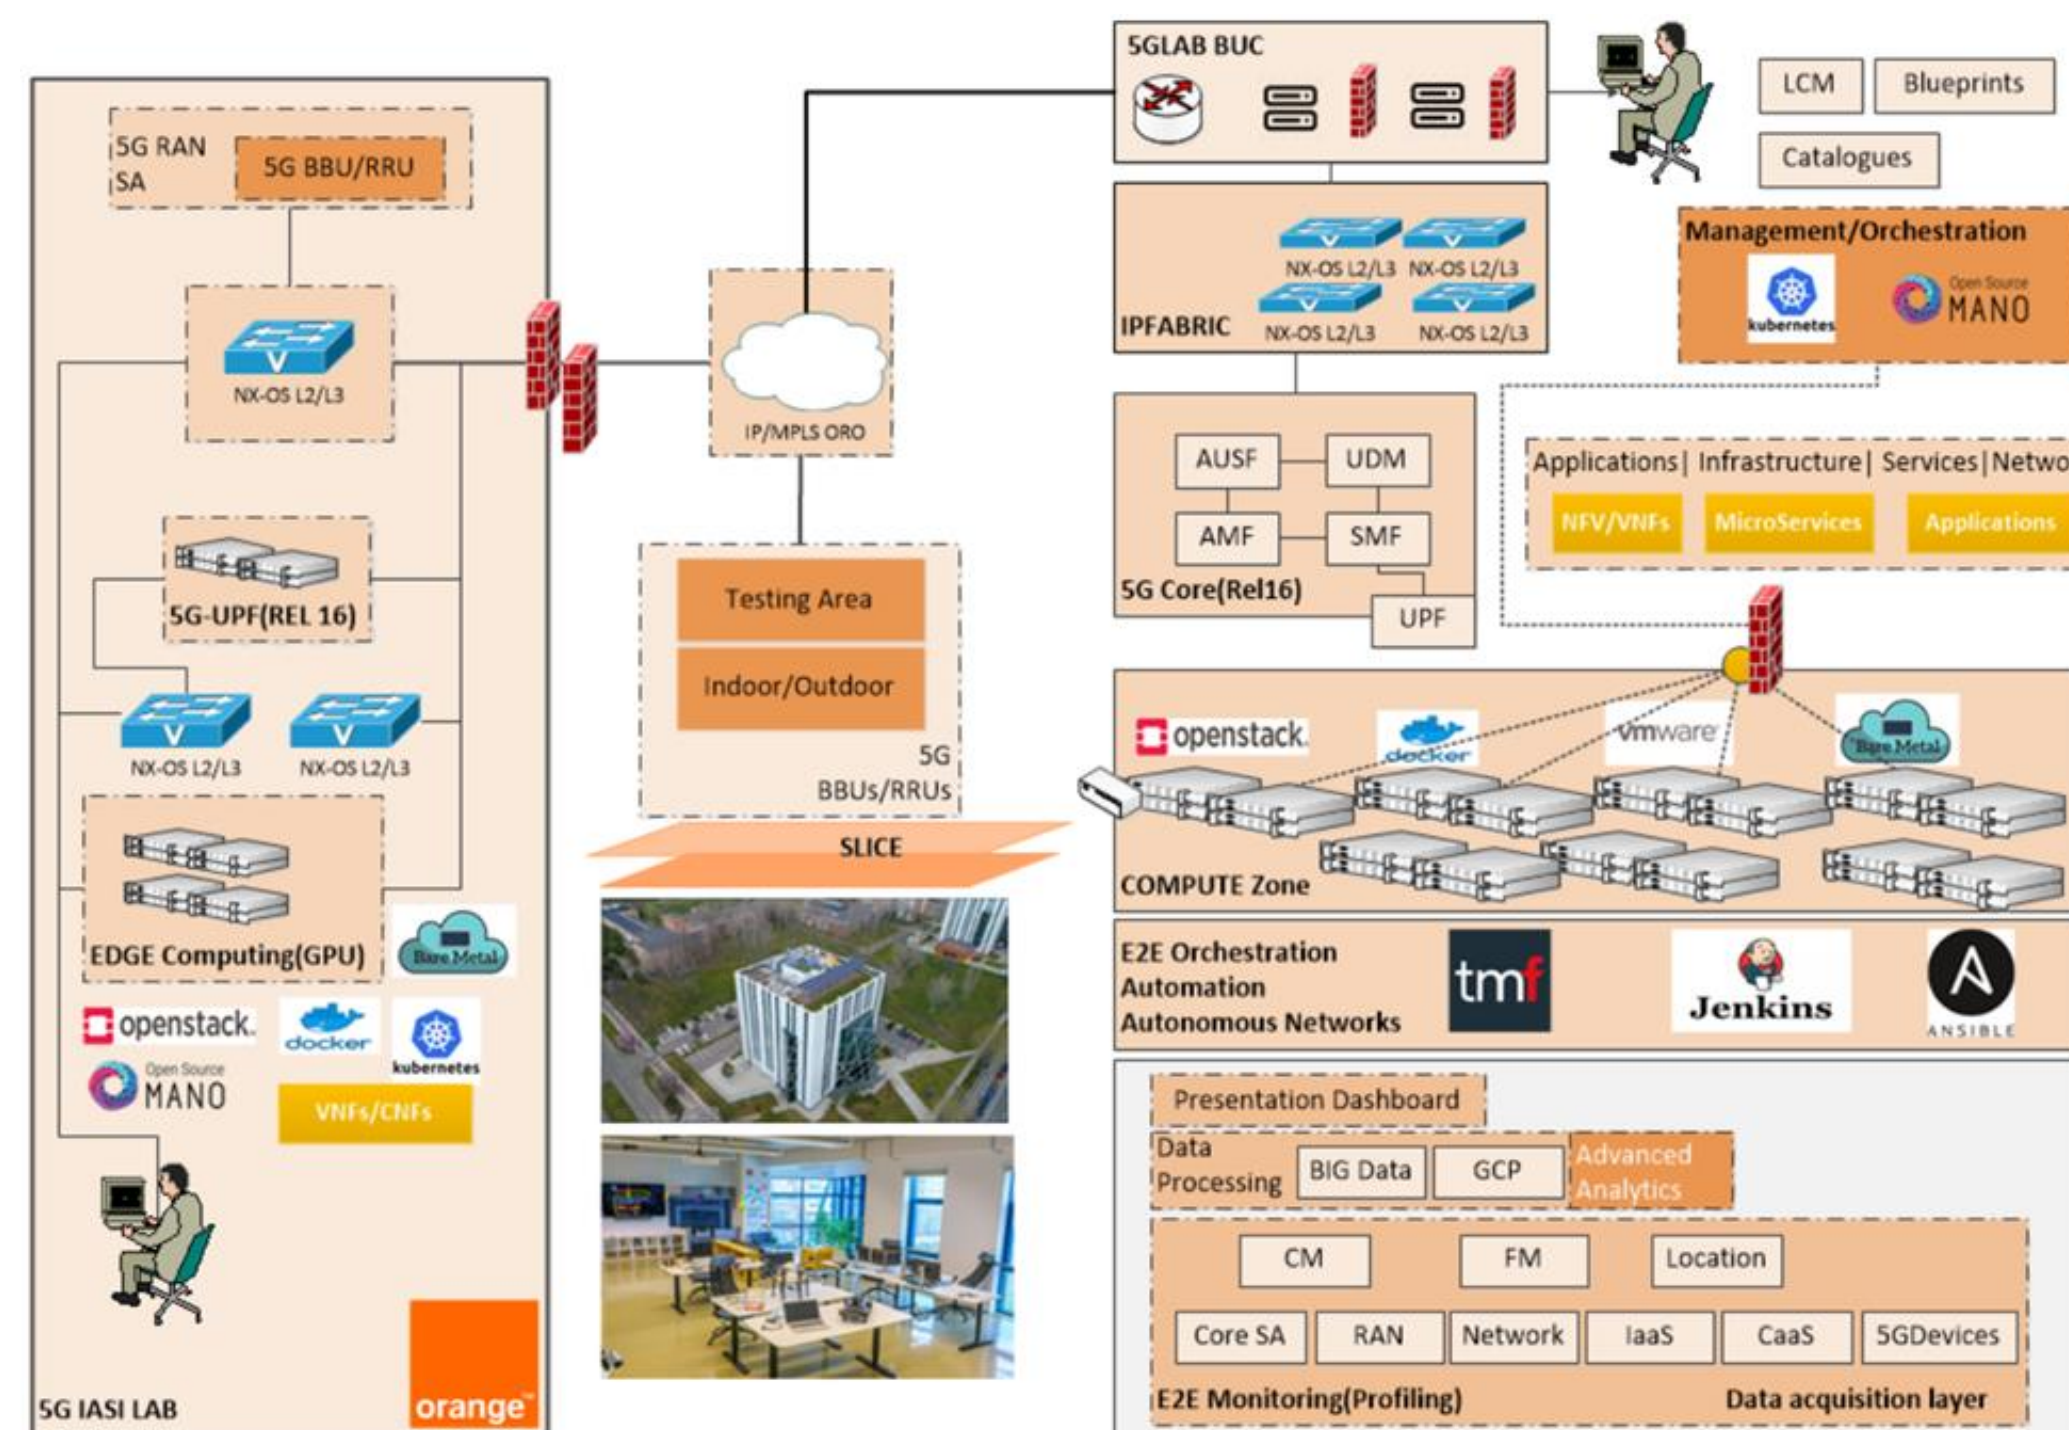 5G RAN
SA
5G BBU/RRU
NX-OS L2/L3
5G-UPF(REL 16)
NX-OS L2/L3
NX-OS L2/L3
EDGE Computing(GPU)
Bare Metal
openstack.
docker
kubernetes
Open Source
MANO
VNFs/CNFs
5G IASI LAB
orange™
IP/MPLS ORO
Testing Area
Indoor/Outdoor
5G
BBUs/RRUs
SLICE
5GLAB BUC
NX-OS L2/L3
NX-OS L2/L3
NX-OS L2/L3
NX-OS L2/L3
IPFABRIC
AUSF
UDM
AMF
SMF
5G Core(Rel16)
UPF
LCM
Blueprints
Catalogues
Management/Orchestration
kubernetes
Open Source
MANO
Applications| Infrastructure| Services|Netwo
NFV/VNFs
MicroServices
Applications
openstack.
docker
vmware
Bare Metal
COMPUTE Zone
E2E Orchestration
Automation
Autonomous Networks
tmf
Jenkins
ANSIBLE
Presentation Dashboard
Data
Processing
BIG Data
GCP
Advanced
Analytics
CM
FM
Location
Core SA
RAN
Network
IaaS
CaaS
5GDevices
E2E Monitoring(Profiling)
Data acquisition layer